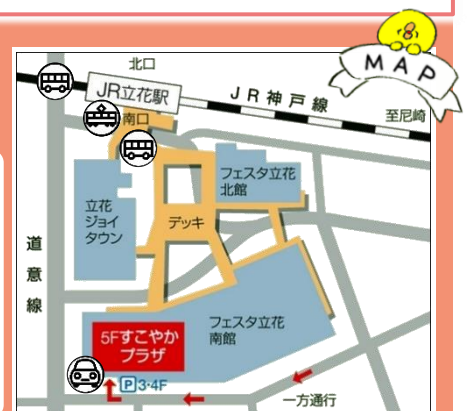 MAP
北口
JR立花駅
JR神戸線
至尼崎
南口
フェスタ立花
北館
立花
ジョイ
タウン
デッキ
道意線
フェスタ立花
南館
5Fすこやか
プラザ
P3・4F
一方通行